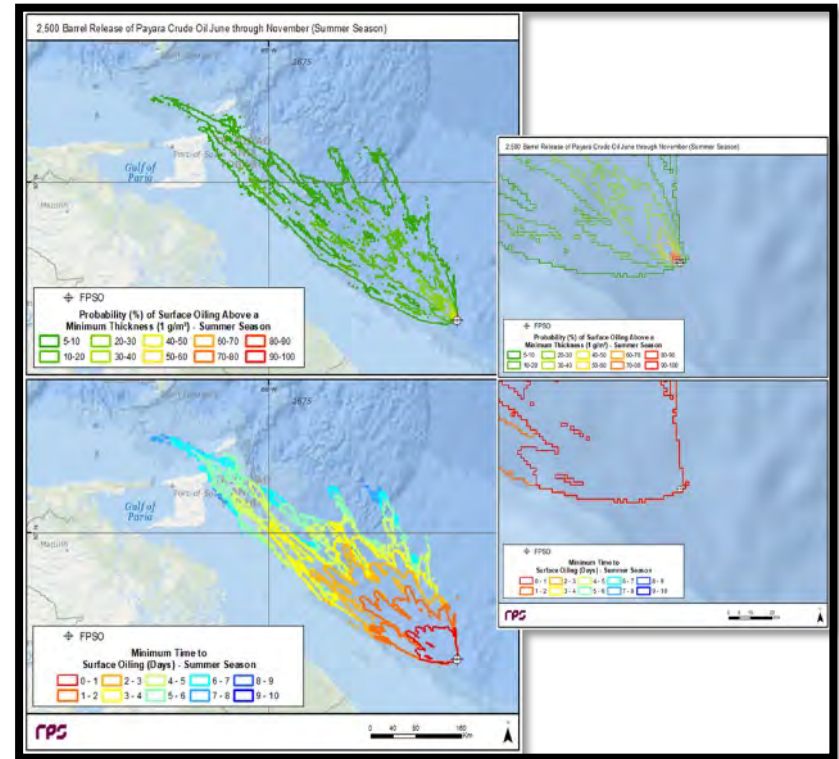 2,500 Barrel Release of Payara Crude Oil June through November (Summer Season)
1675
Gulf of
Paria
Maturin
FPSO
Probability (%) of Surface Oiling Above a
Minimum Thickness (1 g/m²) - Summer Season
5-10 20-30 40-50 60-70 80-90
10-20 30-40 50-60 70-80 90-100
1675
Gulf of
Paria
Maturin
FPSO
Minimum Time to
Surface Oiling (Days) - Summer Season
0 - 1 2 - 3 4 - 5 6 - 7 8 - 9
1 - 2 3 - 4 5 - 6 7 - 8 9 - 10
rps
0 40 80 160
Km
2,500 Barrel Release of Payara Crude Oil June through November (Summer Season)
FPSO
Probability (%) of Surface Oiling Above a
Minimum Thickness (1 g/m²) - Summer Season
5-10 20-30 40-50 60-70 80-90
10-20 30-40 50-60 70-80 90-100
FPSO
Minimum Time to
Surface Oiling (Days) - Summer Season
0 - 1 2 - 3 4 - 5 6 - 7 8 - 9
1 - 2 3 - 4 5 - 6 7 - 8 9 - 10
rps